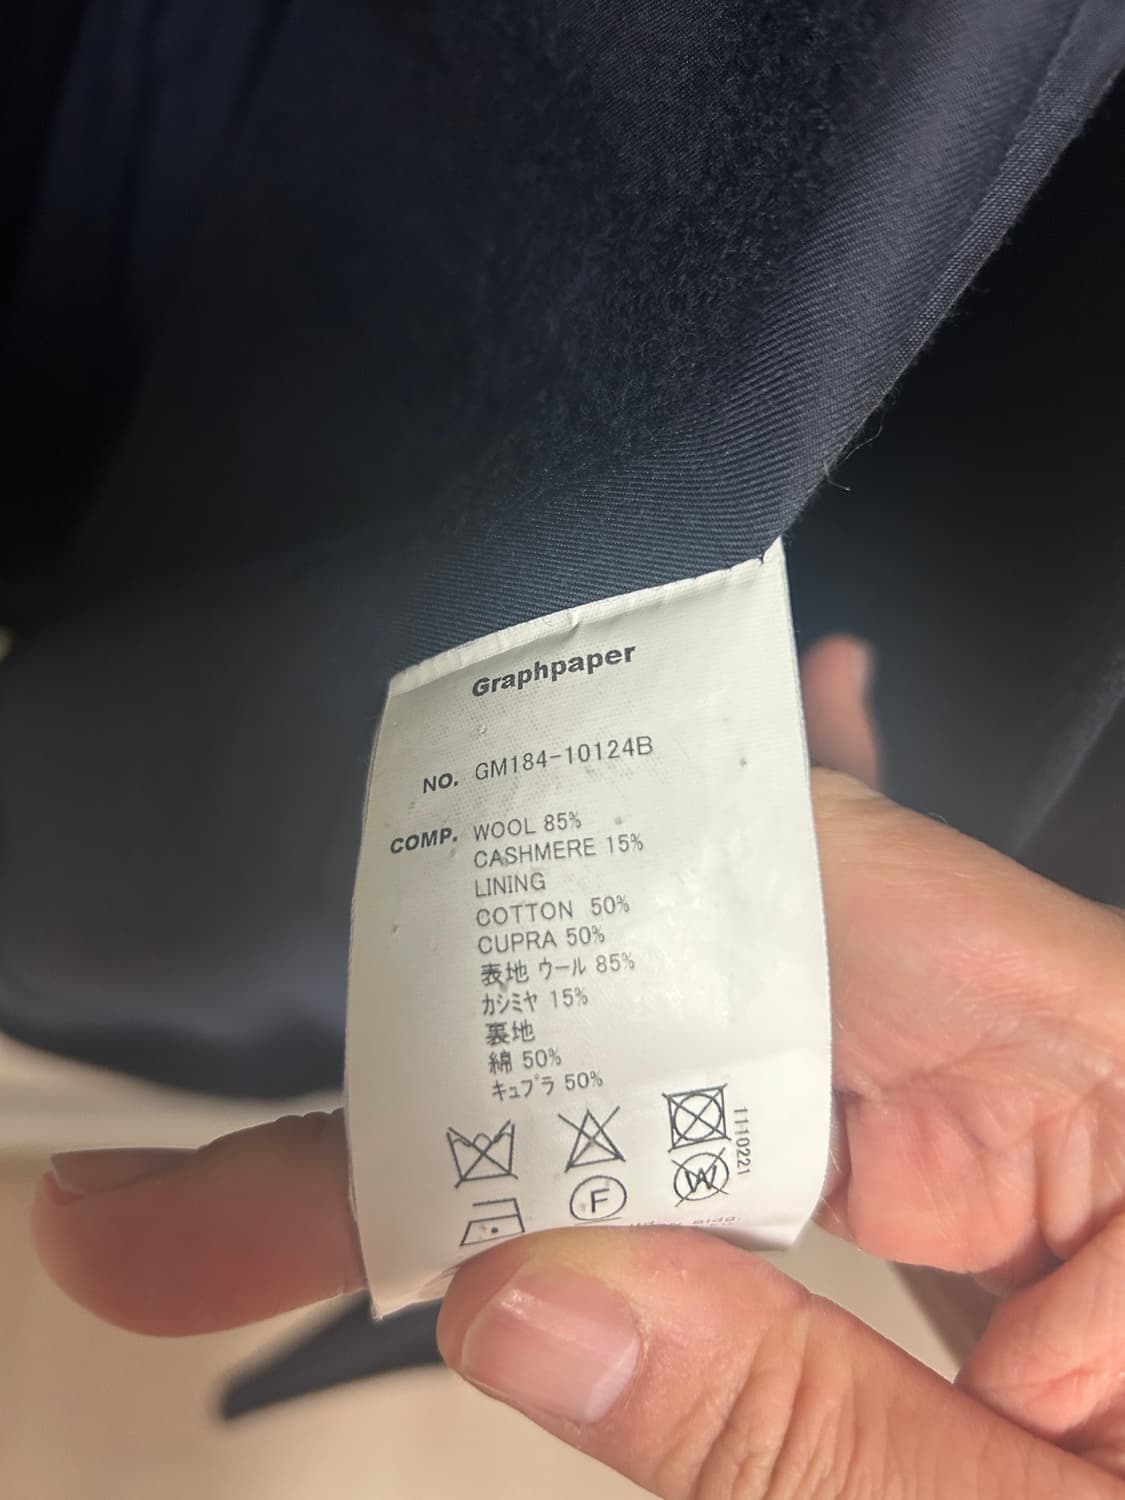 Graphpaper
NO. GM184-10124B
COMP. WOOL 85%
CASHMERE 15%
LINING
COTTON 50%
CUPRA 50%
表地 ウール 85%
カシミヤ 15%
裏地
綿 50%
キュプラ 50%
1110221
F
W